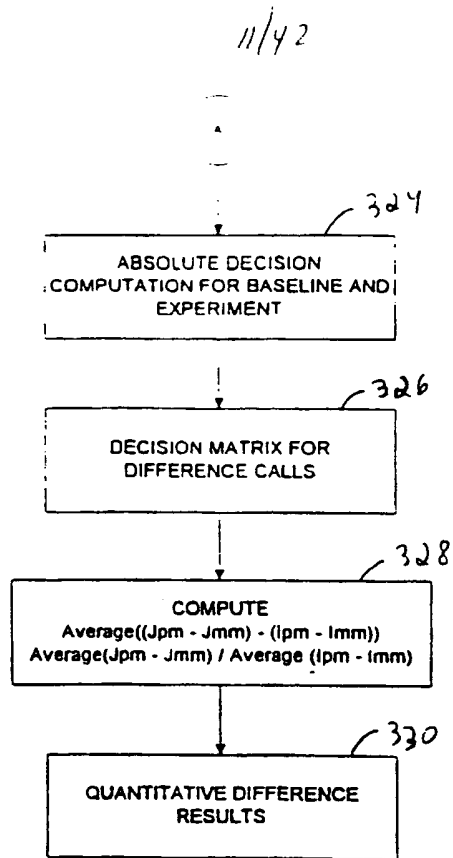 11/42
A
324
ABSOLUTE DECISION
COMPUTATION FOR BASELINE AND
EXPERIMENT
326
DECISION MATRIX FOR
DIFFERENCE CALLS
328
COMPUTE
Average((Jpm - Jmm) - (Ipm - Imm))
Average(Jpm - Jmm) / Average (Ipm - Imm)
330
QUANTITATIVE DIFFERENCE
RESULTS